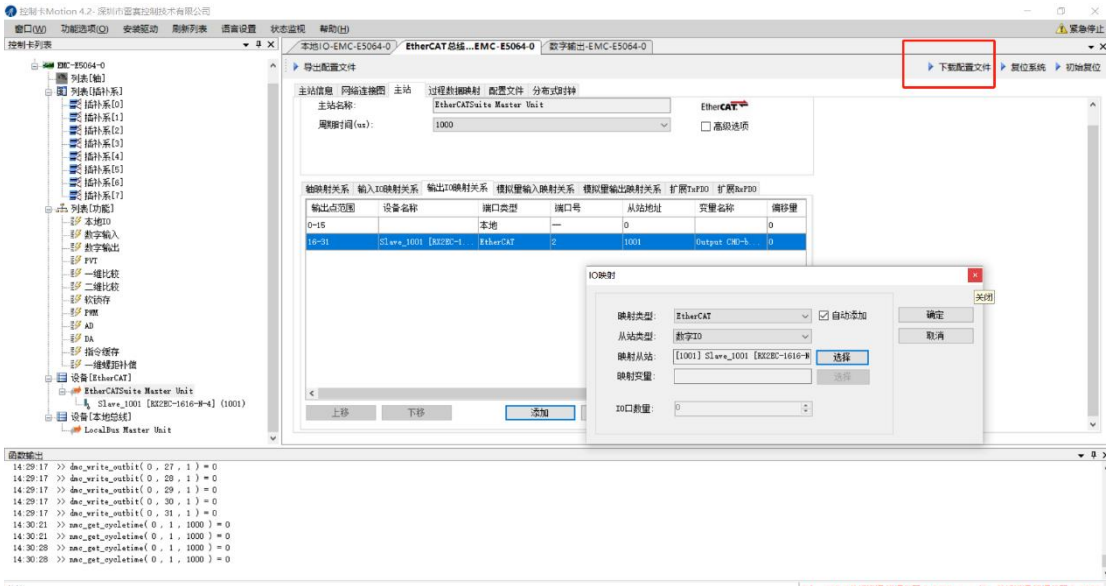 控制卡Motion 4.2- 深圳市雷赛控制技术有限公司
窗口(W) 功能选项(O) 安装驱动 刷新列表 语言设置 状态监视 帮助(H) 紧急停止
控制卡列表
本地IO-EMC-E5064-0 EtherCAT总线...EMC-E5064-0 数字输出-EMC-E5064-0
导出配置文件 下载配置文件 复位系统 初始复位
EMC-E5064-0
列表[轴]
列表[插补系]
插补系[0]
插补系[1]
插补系[2]
插补系[3]
插补系[4]
插补系[5]
插补系[6]
插补系[7]
列表[功能]
本地IO
数字输入
数字输出
PVT
一维比较
二维比较
软锁存
PWM
AD
DA
指令缓存
一维螺距补偿
设备[EtherCAT]
EtherCATSuite Master Unit
Slave_1001 [RX2EC-1616-N-4] (1001)
设备[本地总线]
LocalBus Master Unit
主站信息 网络连接图 主站 过程数据映射 配置文件 分布式时钟
主站名称: EtherCATSuite Master Unit EtherCAT
周期时间(us): 1000 高级选项
轴映射关系 输入IO映射关系 输出IO映射关系 模拟量输入映射关系 模拟量输出映射关系 扩展TxPDO 扩展RxPDO
输出点范围 设备名称 端口类型 端口号 从站地址 变量名称 偏移量
0-15 本地 — 0 0
16-31 Slave_1001 [RX2EC-1... EtherCAT 2 1001 Output CH0-b... 0
上移 下移 添加
IO映射
关闭
映射类型: EtherCAT 自动添加 确定
从站类型: 数字IO 取消
映射从站: [1001] Slave_1001 [RX2EC-1616-N 选择
映射变量: 选择
IO口数量: 0
函数输出
14:29:17 >> dmc_write_outbit( 0 , 27 , 1 ) = 0
14:29:17 >> dmc_write_outbit( 0 , 28 , 1 ) = 0
14:29:17 >> dmc_write_outbit( 0 , 29 , 1 ) = 0
14:29:17 >> dmc_write_outbit( 0 , 30 , 1 ) = 0
14:29:17 >> dmc_write_outbit( 0 , 31 , 1 ) = 0
14:30:21 >> nmc_get_cycletime( 0 , 1 , 1000 ) = 0
14:30:21 >> nmc_get_cycletime( 0 , 1 , 1000 ) = 0
14:30:28 >> nmc_get_cycletime( 0 , 1 , 1000 ) = 0
14:30:28 >> nmc_get_cycletime( 0 , 1 , 1000 ) = 0